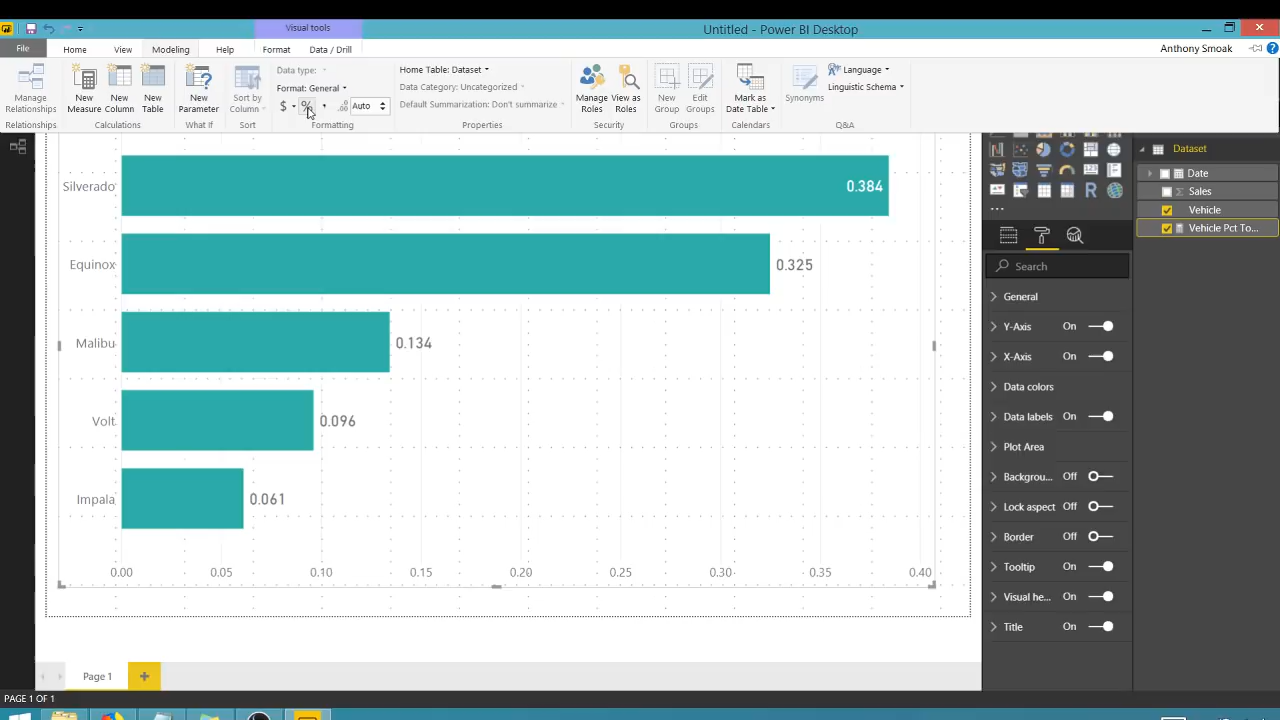 Visual tools
Untitled - Power BI Desktop
File Home View Modeling Help Format Data / Drill
Anthony Smoak
Manage Relationships
New Measure
New Column
New Table
New Parameter
Sort by Column
Data type:
Format: General
$ % , Auto
Home Table: Dataset
Data Category: Uncategorized
Default Summarization: Don't summarize
Manage Roles
View as Roles
New Group
Edit Groups
Mark as Date Table
Synonyms
Language
Linguistic Schema
Relationships Calculations What If Sort Formatting Properties Security Groups Calendars Q&A
Silverado 0.384
Equinox 0.325
Malibu 0.134
Volt 0.096
Impala 0.061
0.00 0.05 0.10 0.15 0.20 0.25 0.30 0.35 0.40
R
...
Search
General
Y-Axis On
X-Axis On
Data colors
Data labels On
Plot Area
Backgrou... Off
Lock aspect Off
Border Off
Tooltip On
Visual he... On
Title On
Dataset
Date
Σ Sales
Vehicle
Vehicle Pct To...
Page 1 +
PAGE 1 OF 1